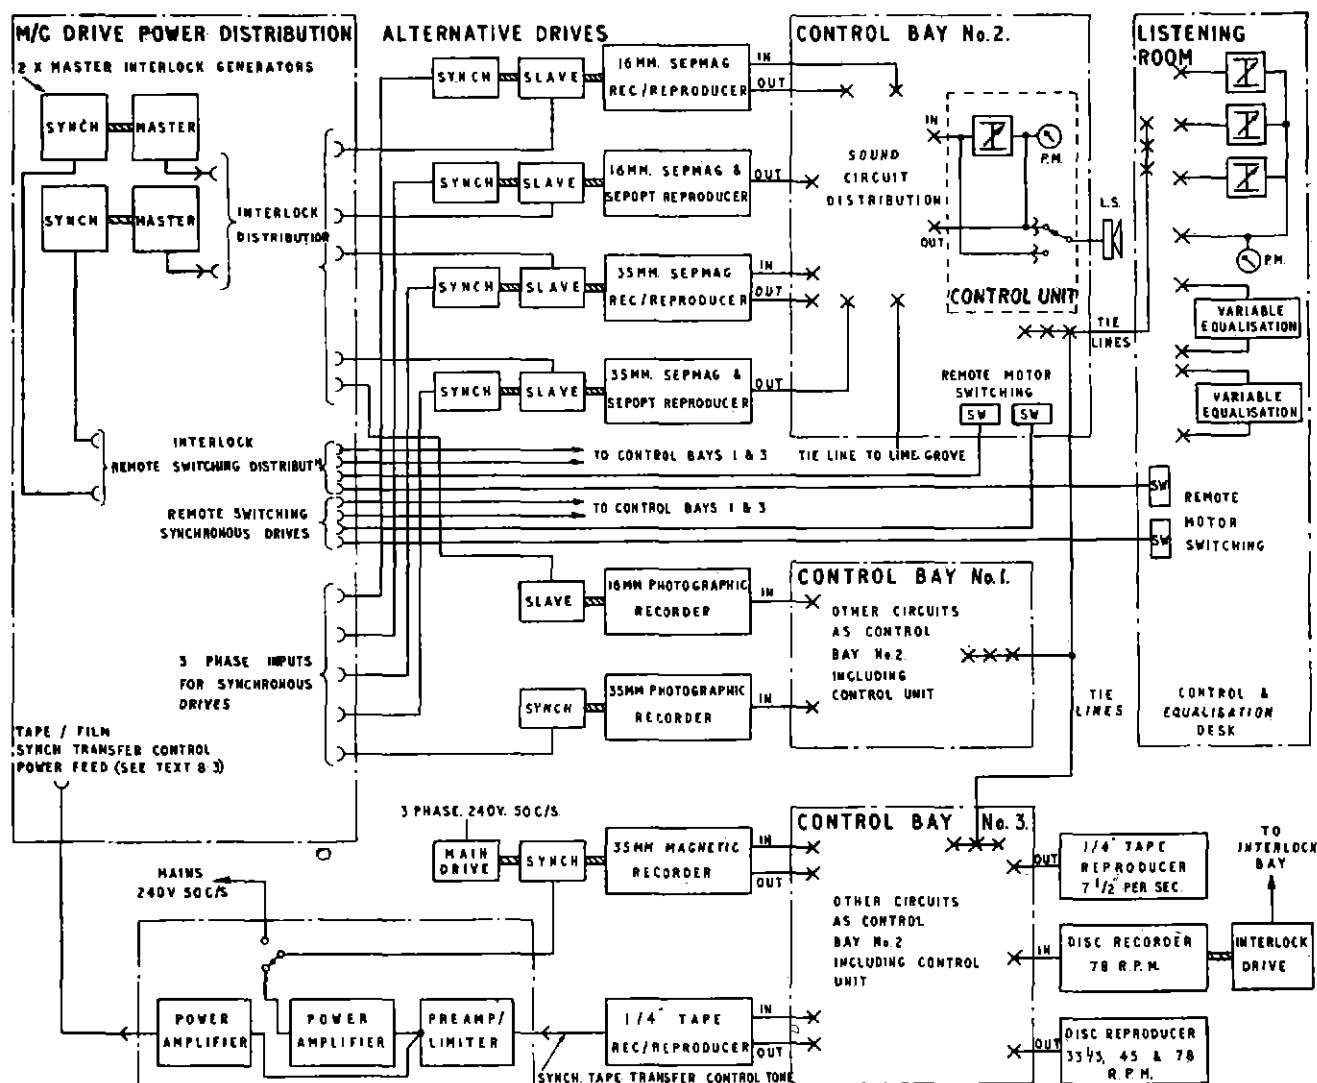 M/C DRIVE POWER DISTRIBUTION
2 X MASTER INTERLOCK GENERATORS
SYNCH
MASTER
SYNCH
MASTER
INTERLOCK
DISTRIBUTION
INTERLOCK
REMOTE SWITCHING DISTRIBUTN
REMOTE SWITCHING
SYNCHRONOUS DRIVES
3 PHASE INPUTS
FOR SYNCHRONOUS
DRIVES
TAPE / FILM
SYNCH TRANSFER CONTROL
POWER FEED (SEE TEXT 8 3)
ALTERNATIVE DRIVES
SYNCH
SLAVE
16MM. SEPMAG
REC/REPRODUCER
IN
OUT
SYNCH
SLAVE
16MM. SEPMAG &
SEPOPT REPRODUCER
OUT
SYNCH
SLAVE
35MM. SEPMAG
REC/REPRODUCER
IN
OUT
SYNCH
SLAVE
35MM. SEPMAG &
SEPOPT REPRODUCER
OUT
TO CONTROL BAYS 1 & 3
TO CONTROL BAYS 1 & 3
SLAVE
16MM PHOTOGRAPHIC
RECORDER
IN
SYNCH
35MM PHOTOGRAPHIC
RECORDER
IN
CONTROL BAY No.2.
IN
SOUND
CIRCUIT
DISTRIBUTION
OUT
P.M.
CONTROL UNIT
L.S.
TIE
LINES
REMOTE MOTOR
SWITCHING
SW
SW
TIE LINE TO LIME GROVE
LISTENING
ROOM
P.M.
VARIABLE
EQUALISATION
VARIABLE
EQUALISATION
SW
SW
REMOTE
MOTOR
SWITCHING
CONTROL &
EQUALISATION
DESK
CONTROL BAY No.1.
OTHER CIRCUITS
AS CONTROL
BAY No.2.
INCLUDING
CONTROL UNIT
TIE
LINES
3 PHASE. 240V. 50C/S.
MAIN
DRIVE
SYNCH
35MM MAGNETIC
RECORDER
IN
OUT
MAINS
240V 50C/S
POWER
AMPLIFIER
POWER
AMPLIFIER
PREAMP/
LIMITER
1/4" TAPE
REC/REPRODUCER
IN
OUT
SYNCH. TAPE TRANSFER CONTROL TONE
CONTROL BAY No.3.
OTHER CIRCUITS
AS CONTROL
BAY No.2
INCLUDING CONTROL
UNIT
OUT
1/4" TAPE
REPRODUCER
7 1/2" PER SEC.
IN
DISC RECORDER
78 R.P.M.
INTERLOCK
DRIVE
TO
INTERLOCK
BAY
OUT
DISC REPRODUCER
33⅓, 45 & 78
R.P.M.